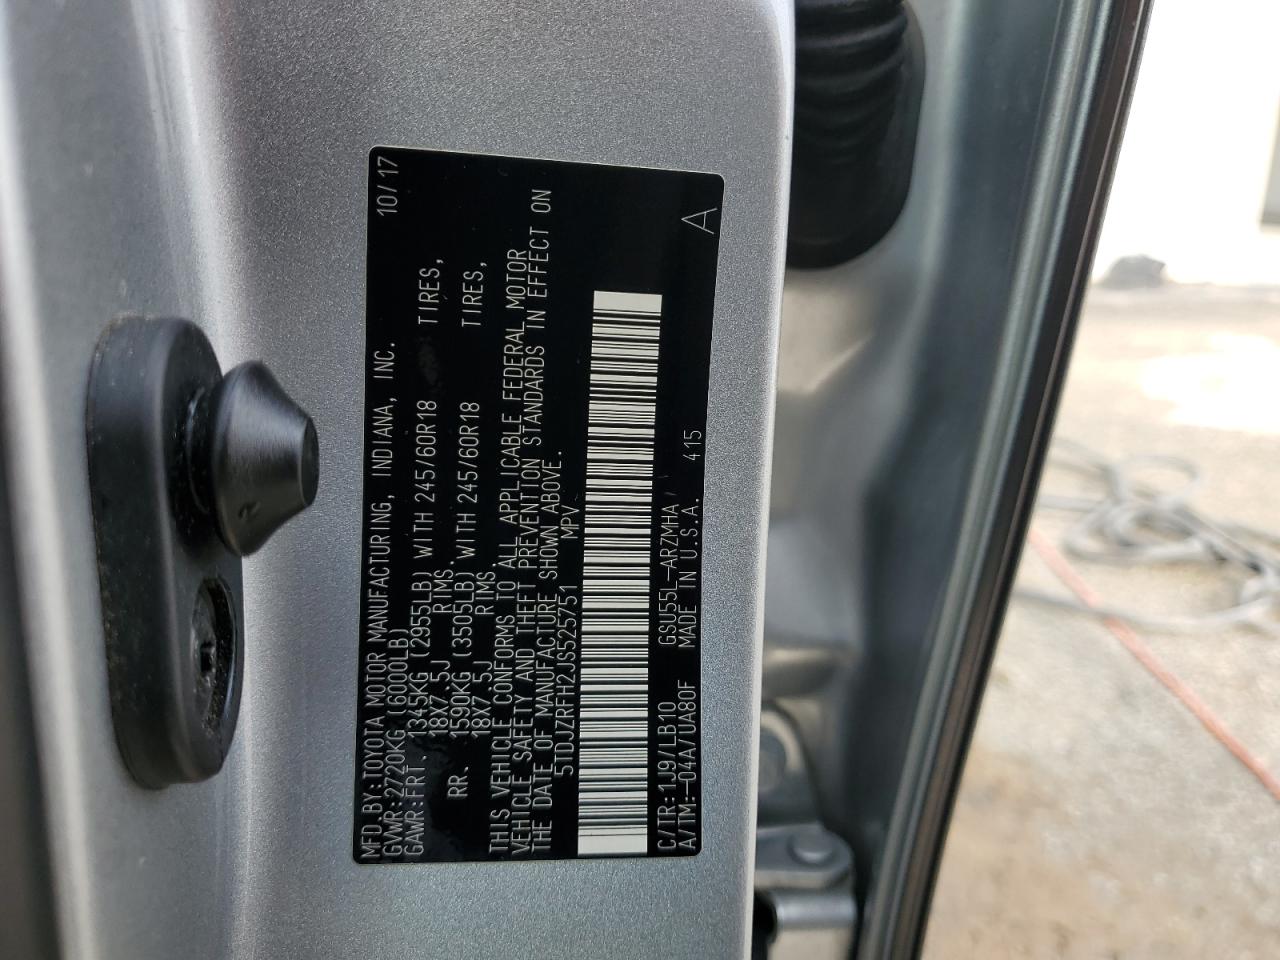 MFD.BY:TOYOTA MOTOR MANUFACTURING, INDIANA, INC. 10/17
GVWR:2720KG (6000LB)
GAWR:FRT. 1345KG (2955LB) WITH 245/60R18 TIRES,
18X7.5J RIMS.
RR. 1590KG (3505LB) WITH 245/60R18 TIRES,
18X7.5J RIMS.
THIS VEHICLE CONFORMS TO ALL APPLICABLE FEDERAL MOTOR
VEHICLE SAFETY AND THEFT PREVENTION STANDARDS IN EFFECT ON
THE DATE OF MANUFACTURE SHOWN ABOVE.
5TDJZRFH2JS525751 MPV
C/TR:1J9/LB10 GSU55L-ARZMHA
A/TM:-04A/UA80F MADE IN U.S.A. 415 A